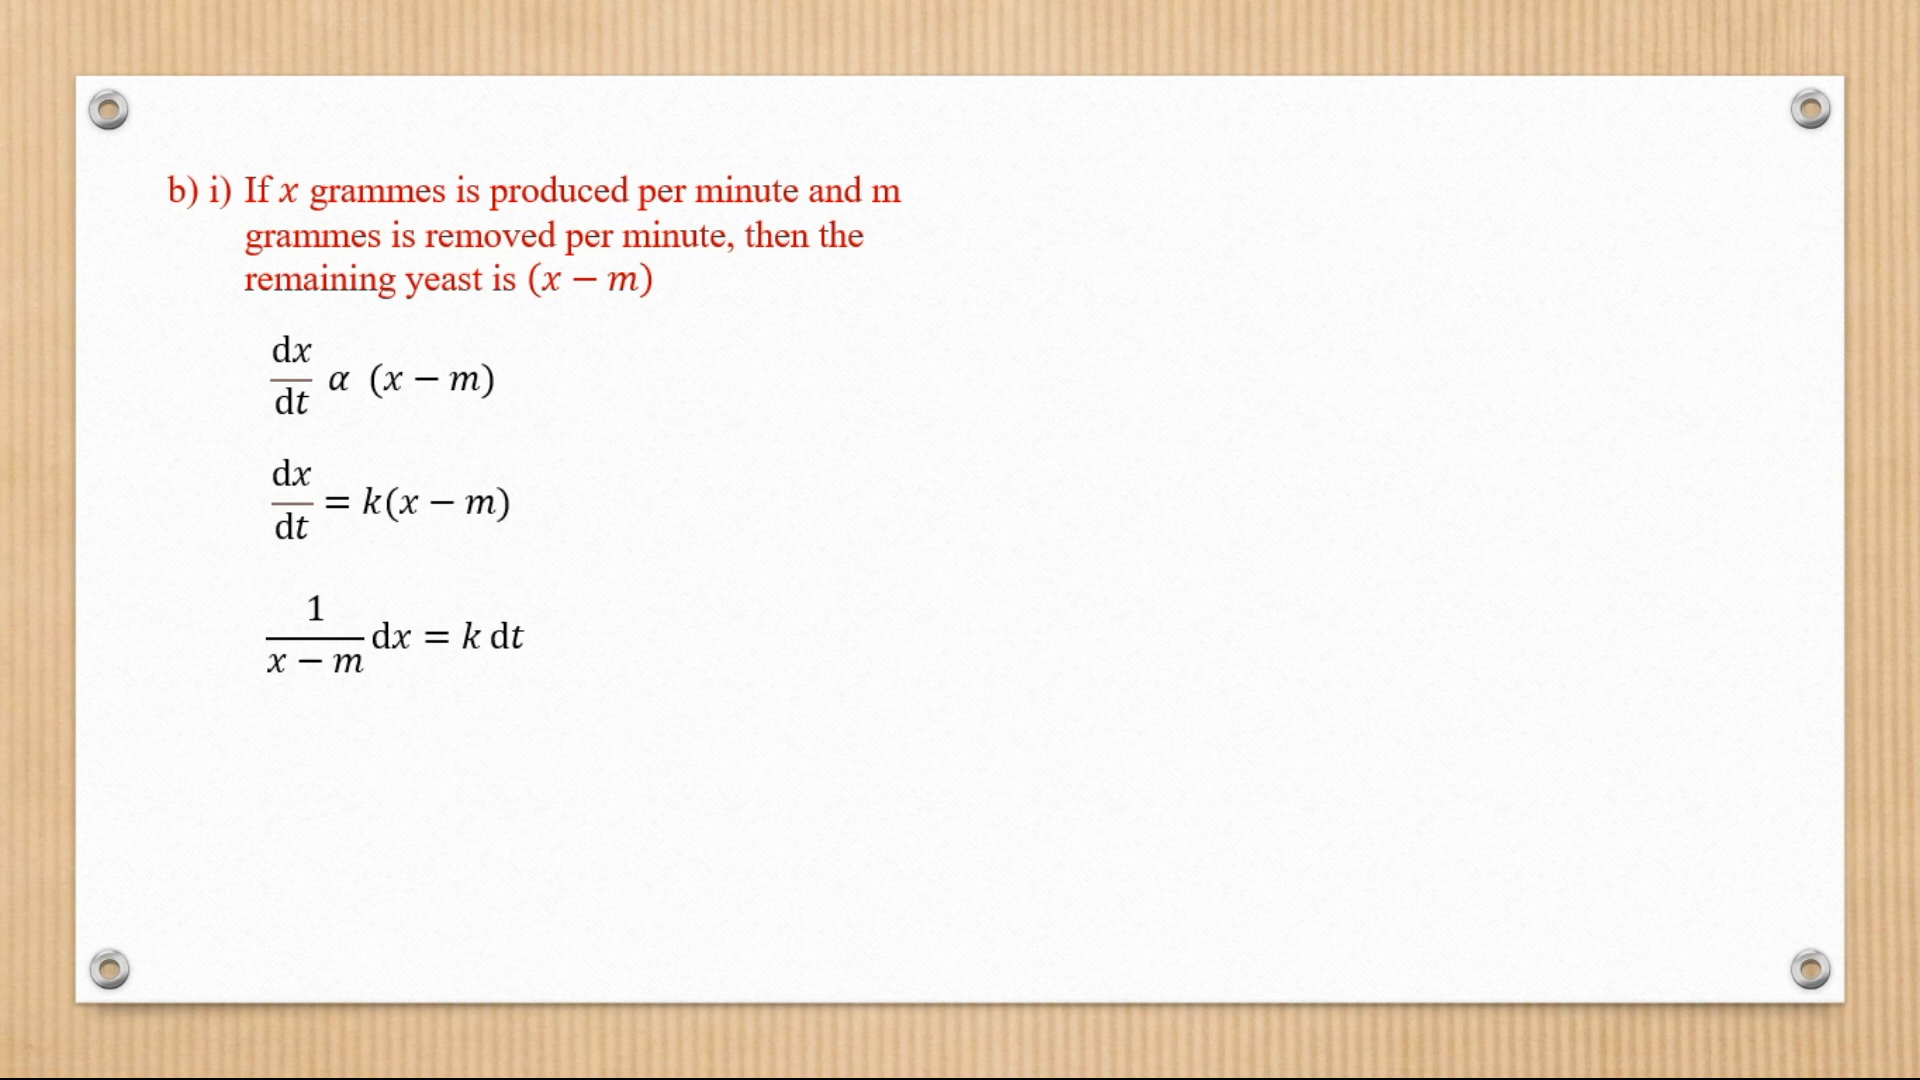 b) i) If x grammes is produced per minute and m
grammes is removed per minute, then the
remaining yeast is (x − m)
dx/dt α (x − m)
dx/dt = k(x − m)
1/(x − m) dx = k dt